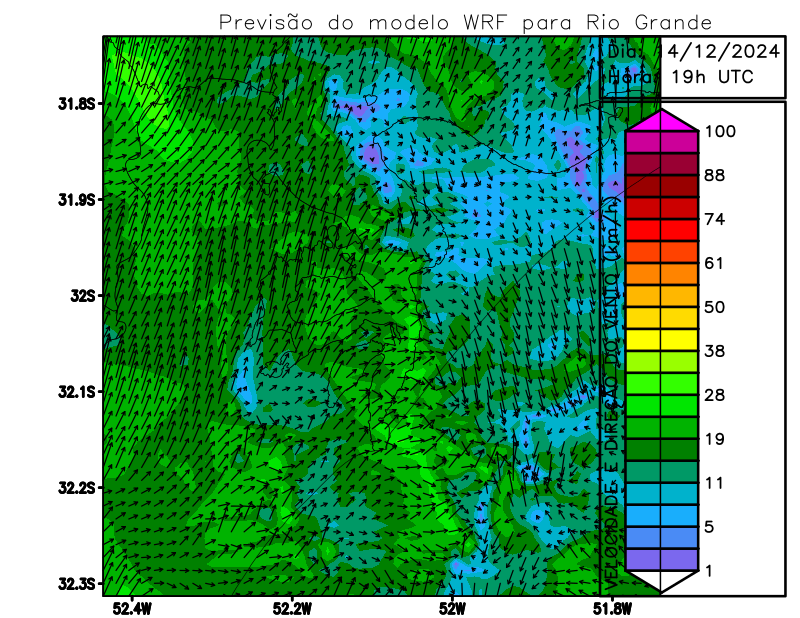 Previsão do modelo WRF para Rio Grande
Dia: 14/12/2024
Hora: 19h UTC
31.8S
31.9S
32S
32.1S
32.2S
32.3S
52.4W
52.2W
52W
51.8W
VELOCIDADE E DIREÇÃO DO VENTO (km/h)
100
88
74
61
50
38
28
19
11
5
1